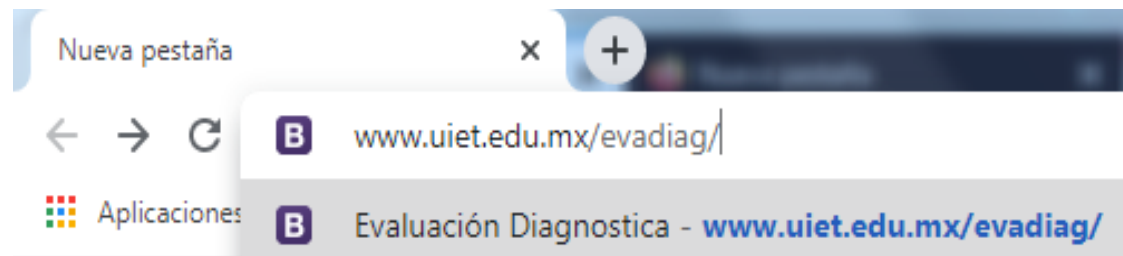 Nueva pestaña
www.uiet.edu.mx/evadiag/
Aplicaciones
Evaluación Diagnostica - www.uiet.edu.mx/evadiag/